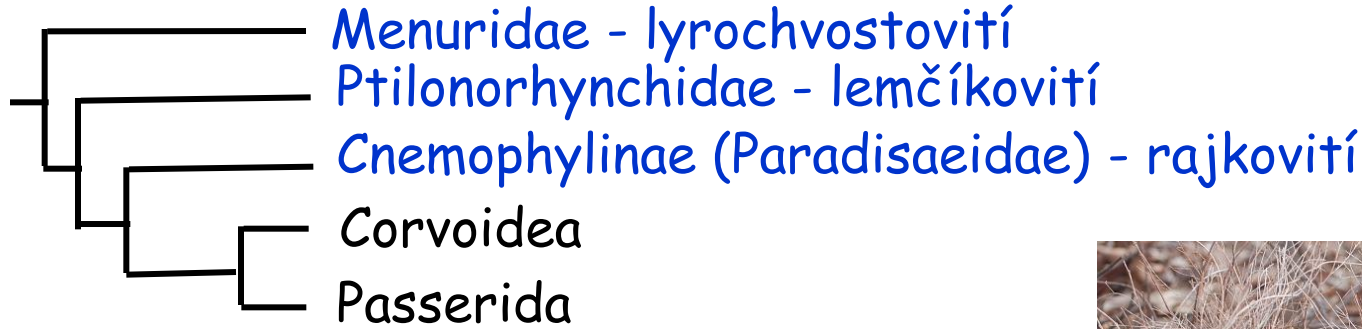 Menuridae - lyrochvostovití
Ptilonorhynchidae - lemčíkovití
Cnemophylinae (Paradisaeidae) - rajkovití
Corvoidea
Passerida